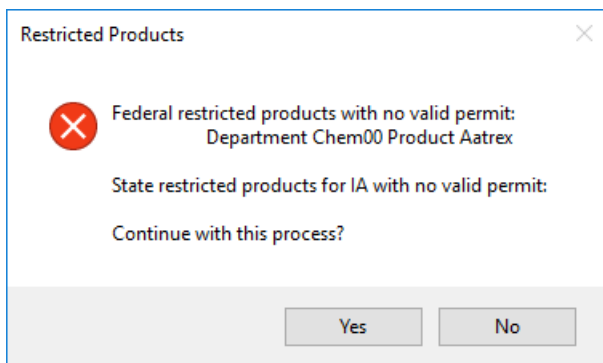 Restricted Products
Federal restricted products with no valid permit:
Department Chem00 Product Aatrex
State restricted products for IA with no valid permit:
Continue with this process?
Yes No